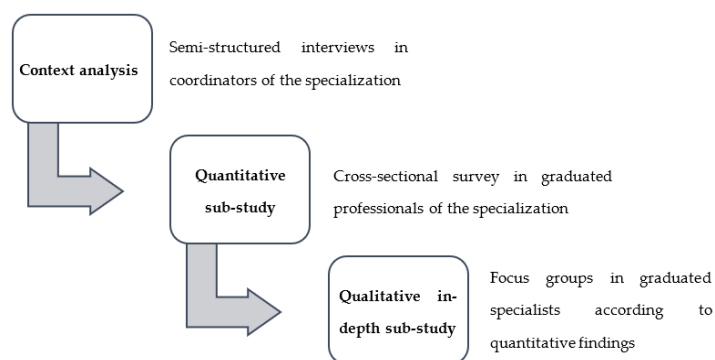 Context analysis
Semi-structured interviews in
coordinators of the specialization
Quantitative
sub-study
Cross-sectional survey in graduated
professionals of the specialization
Qualitative in-
depth sub-study
Focus groups in graduated
specialists according to
quantitative findings